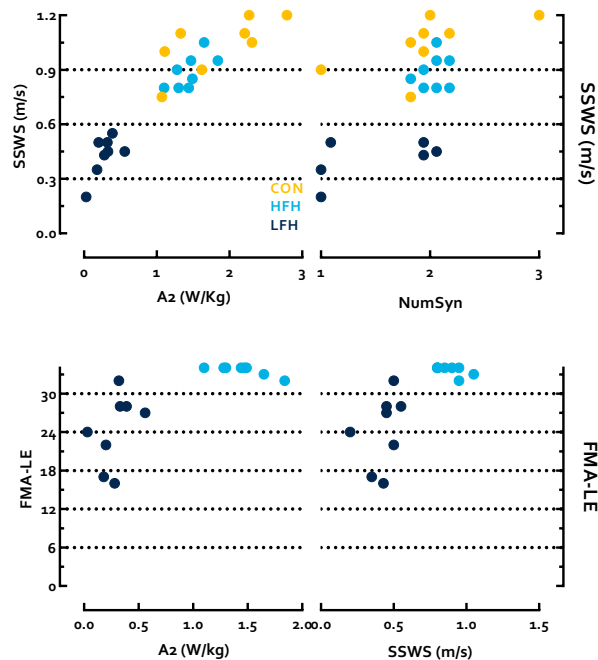 1.2
0.9
0.6
0.3
0.0
SSWS (m/s)
CON
HFH
LFH
0 1 2 3
A2 (W/Kg)
1 2 3
NumSyn
SSWS (m/s)
30
24
18
12
6
0
FMA-LE
0.0 0.5 1.0 1.5 2.0
A2 (W/kg)
0.0 0.5 1.0 1.5
SSWS (m/s)
FMA-LE